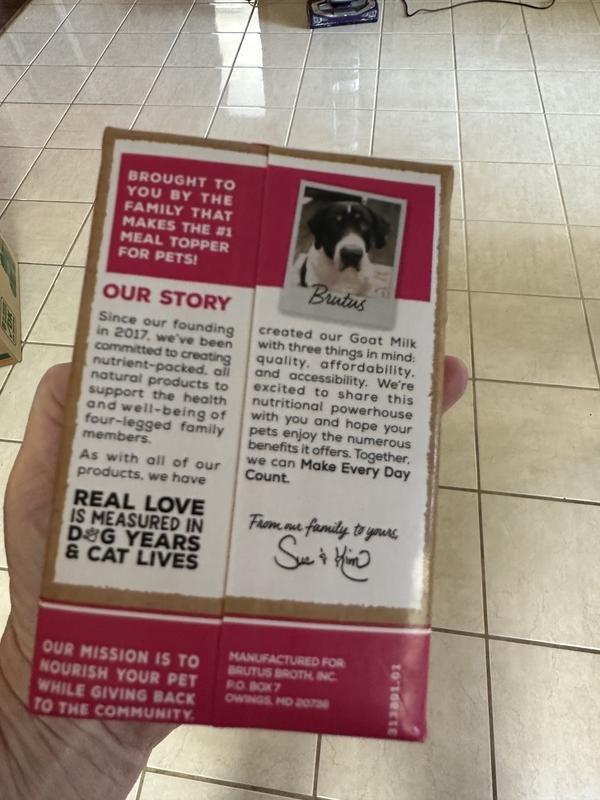 BROUGHT TO
YOU BY THE
FAMILY THAT
MAKES THE #1
MEAL TOPPER
FOR PETS!
OUR STORY
Since our founding
in 2017, we've been
committed to creating
nutrient-packed, all
natural products to
support the health
and well-being of
four-legged family
members.
As with all of our
products, we have
REAL LOVE
IS MEASURED IN
DOG YEARS
& CAT LIVES
OUR MISSION IS TO
NOURISH YOUR PET
WHILE GIVING BACK
TO THE COMMUNITY.
Brutus
created our Goat Milk
with three things in mind:
quality, affordability,
and accessibility. We're
excited to share this
nutritional powerhouse
with you and hope your
pets enjoy the numerous
benefits it offers. Together,
we can Make Every Day
Count.
From our family to yours,
Sue & Kim
MANUFACTURED FOR:
BRUTUS BROTH, INC.
P.O. BOX 7
OWINGS, MD 20736
313801.01